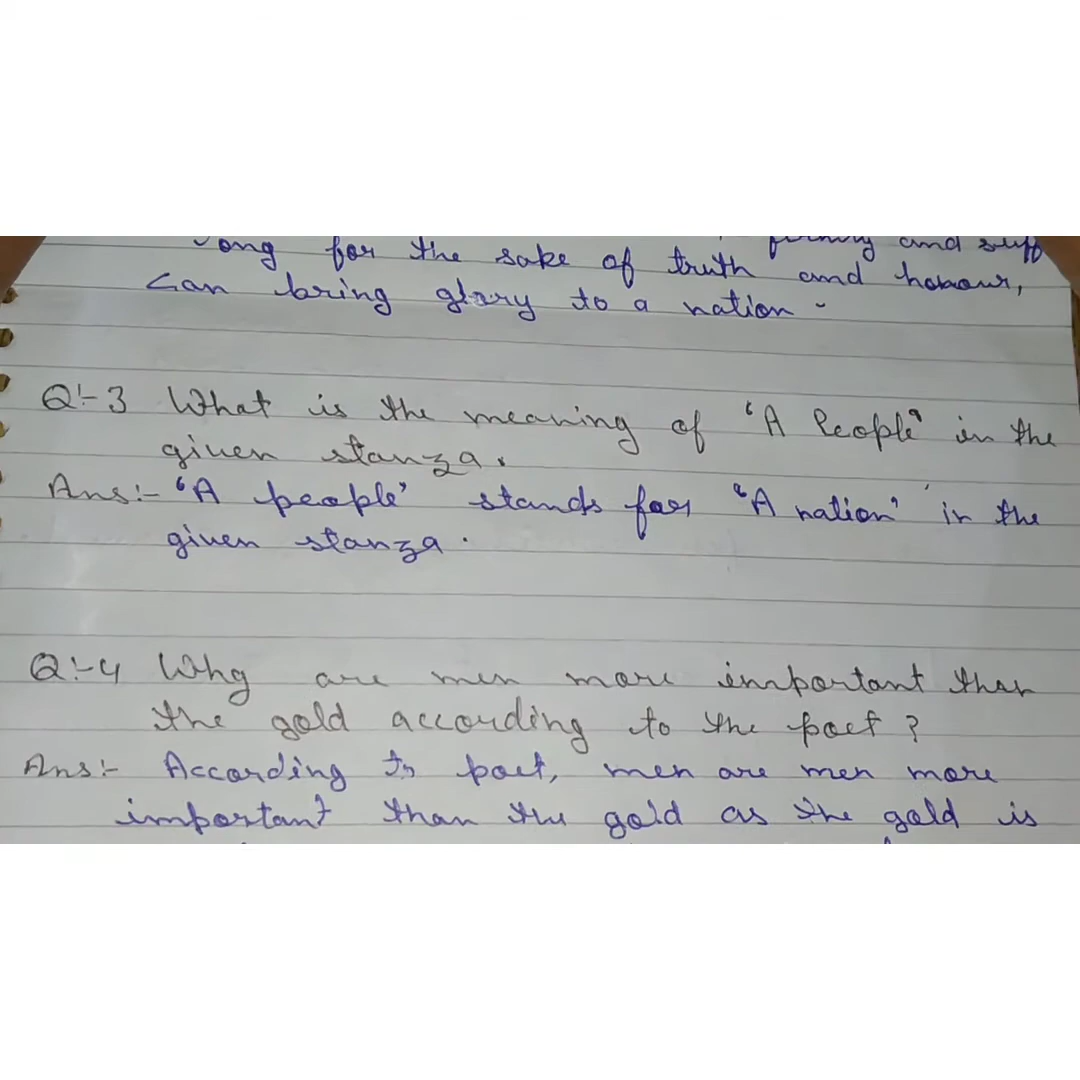 for the sake of truth and honour,
can bring glory to a nation -
Q:-3 What is the meaning of 'A People' in the
given stanza.
Ans:- 'A people' stands for 'A nation' in the
given stanza.
Q:-4 Why are men more important than
the gold according to the poet ?
Ans:- According to poet, men are men more
important than the gold as the gold is